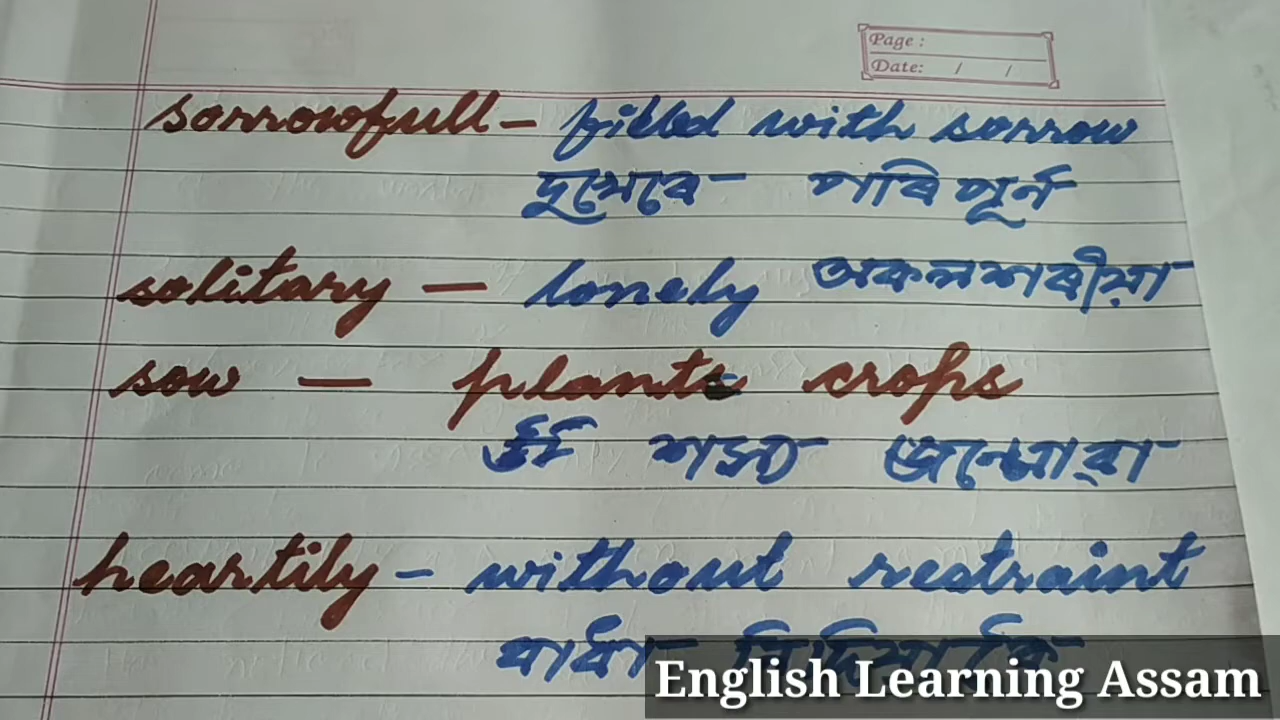 Page :
Date: / /
sorrowfull - filled with sorrow
দুখেৰে পৰিপূৰ্ন
solitary - lonely অকলশৰীয়া
sow - plants crops
শস্য জন্মোৱা
heartily - without restraint
বাধা নিদিয়াকৈ
English Learning Assam